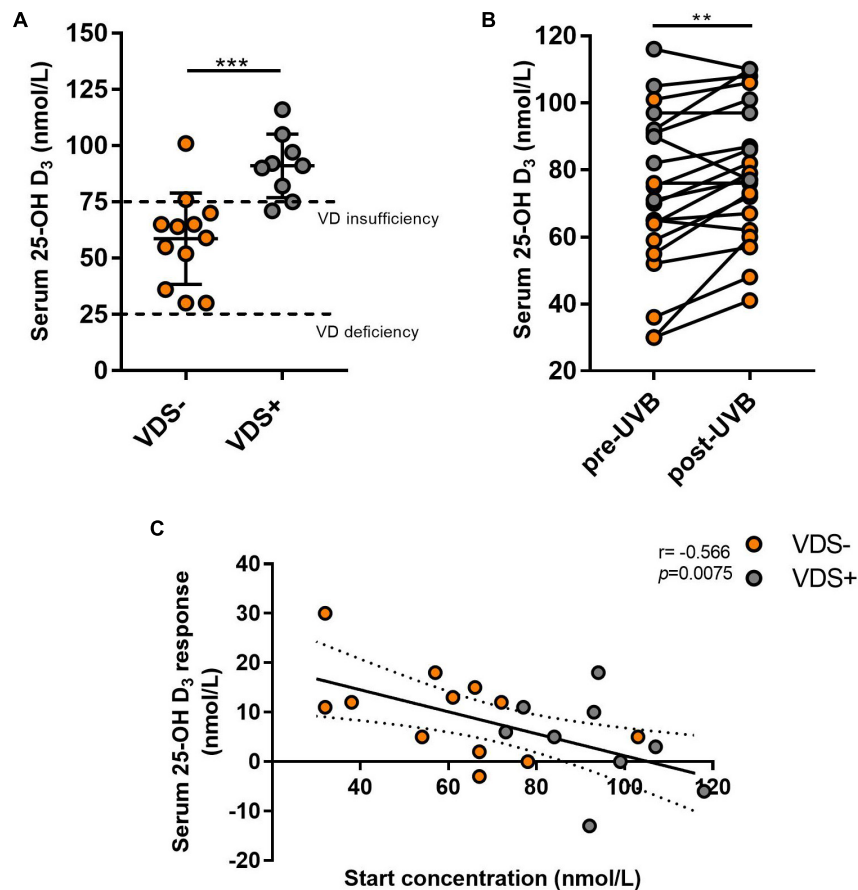 A
Serum 25-OH D3 (nmol/L)
150
125
100
75
50
25
0
***
VD insufficiency
VD deficiency
VDS-
VDS+
B
Serum 25-OH D3 (nmol/L)
120
100
80
60
40
20
**
pre-UVB
post-UVB
C
Serum 25-OH D3 response
(nmol/L)
40
30
20
10
0
-10
-20
40
60
80
100
120
Start concentration (nmol/L)
r= -0.566
p=0.0075
VDS-
VDS+